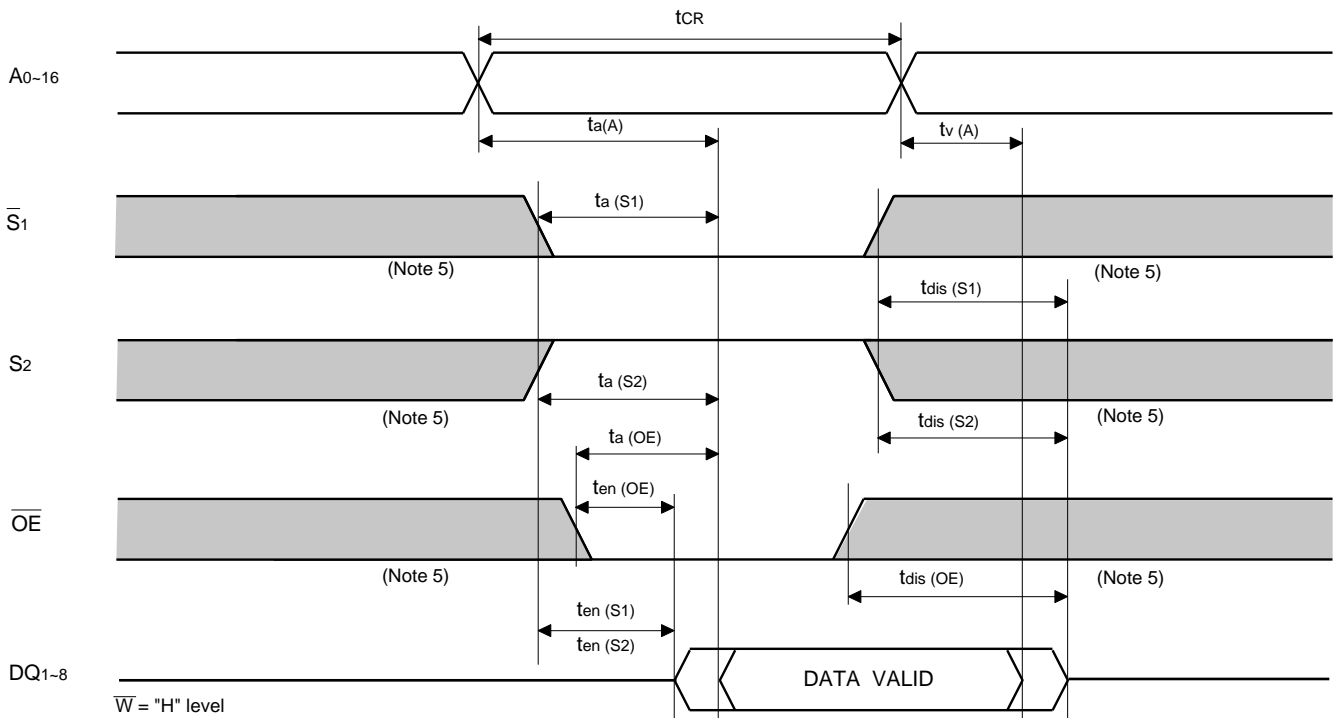 tCR
A0~16
ta(A)
tv (A)
S̅1
ta (S1)
(Note 5)
(Note 5)
tdis (S1)
S2
ta (S2)
(Note 5)
(Note 5)
tdis (S2)
ta (OE)
ten (OE)
O̅E̅
(Note 5)
(Note 5)
tdis (OE)
ten (S1)
ten (S2)
DQ1~8
DATA VALID
W̅ = "H" level